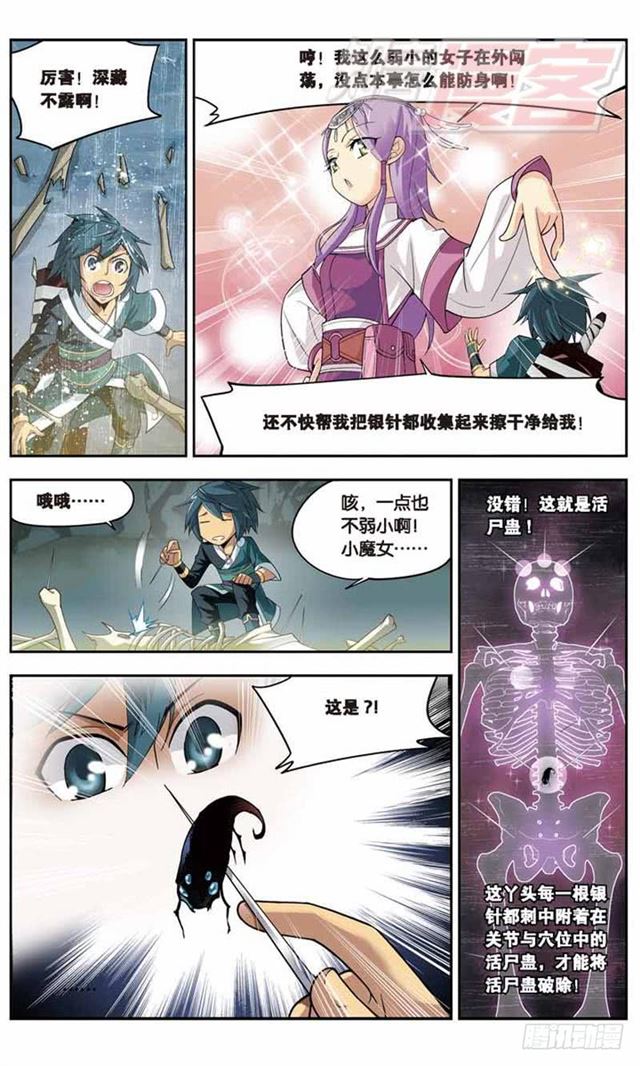 厉害！深藏
不露啊！
哼！我这么弱小的女子在外闯
荡，没点本事怎么能防身啊！
还不快帮我把银针都收集起来擦干净给我！
哦哦……
咳，一点也
不弱小啊！
小魔女……
没错！这就是活
尸蛊！
这是?!
……
这丫头每一根银
针都刺中附着在
关节与穴位中的
活尸蛊，才能将
活尸蛊破除！
腾讯动漫